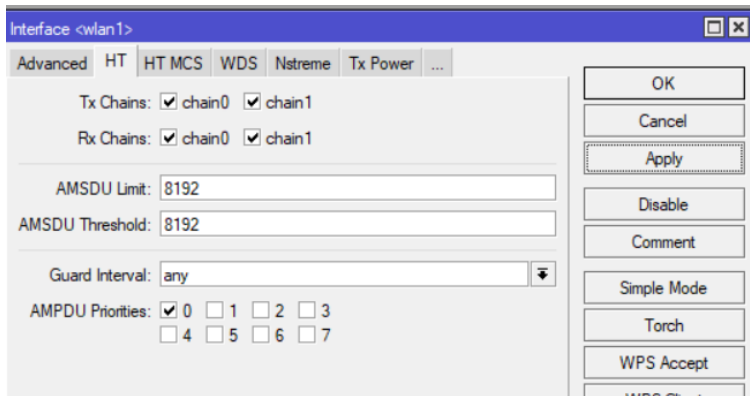 Interface <wlan1>
Advanced HT HT MCS WDS Nstreme Tx Power ...
Tx Chains: chain0 chain1
Rx Chains: chain0 chain1
AMSDU Limit: 8192
AMSDU Threshold: 8192
Guard Interval: any
AMPDU Priorities: 0 1 2 3
4 5 6 7
OK
Cancel
Apply
Disable
Comment
Simple Mode
Torch
WPS Accept